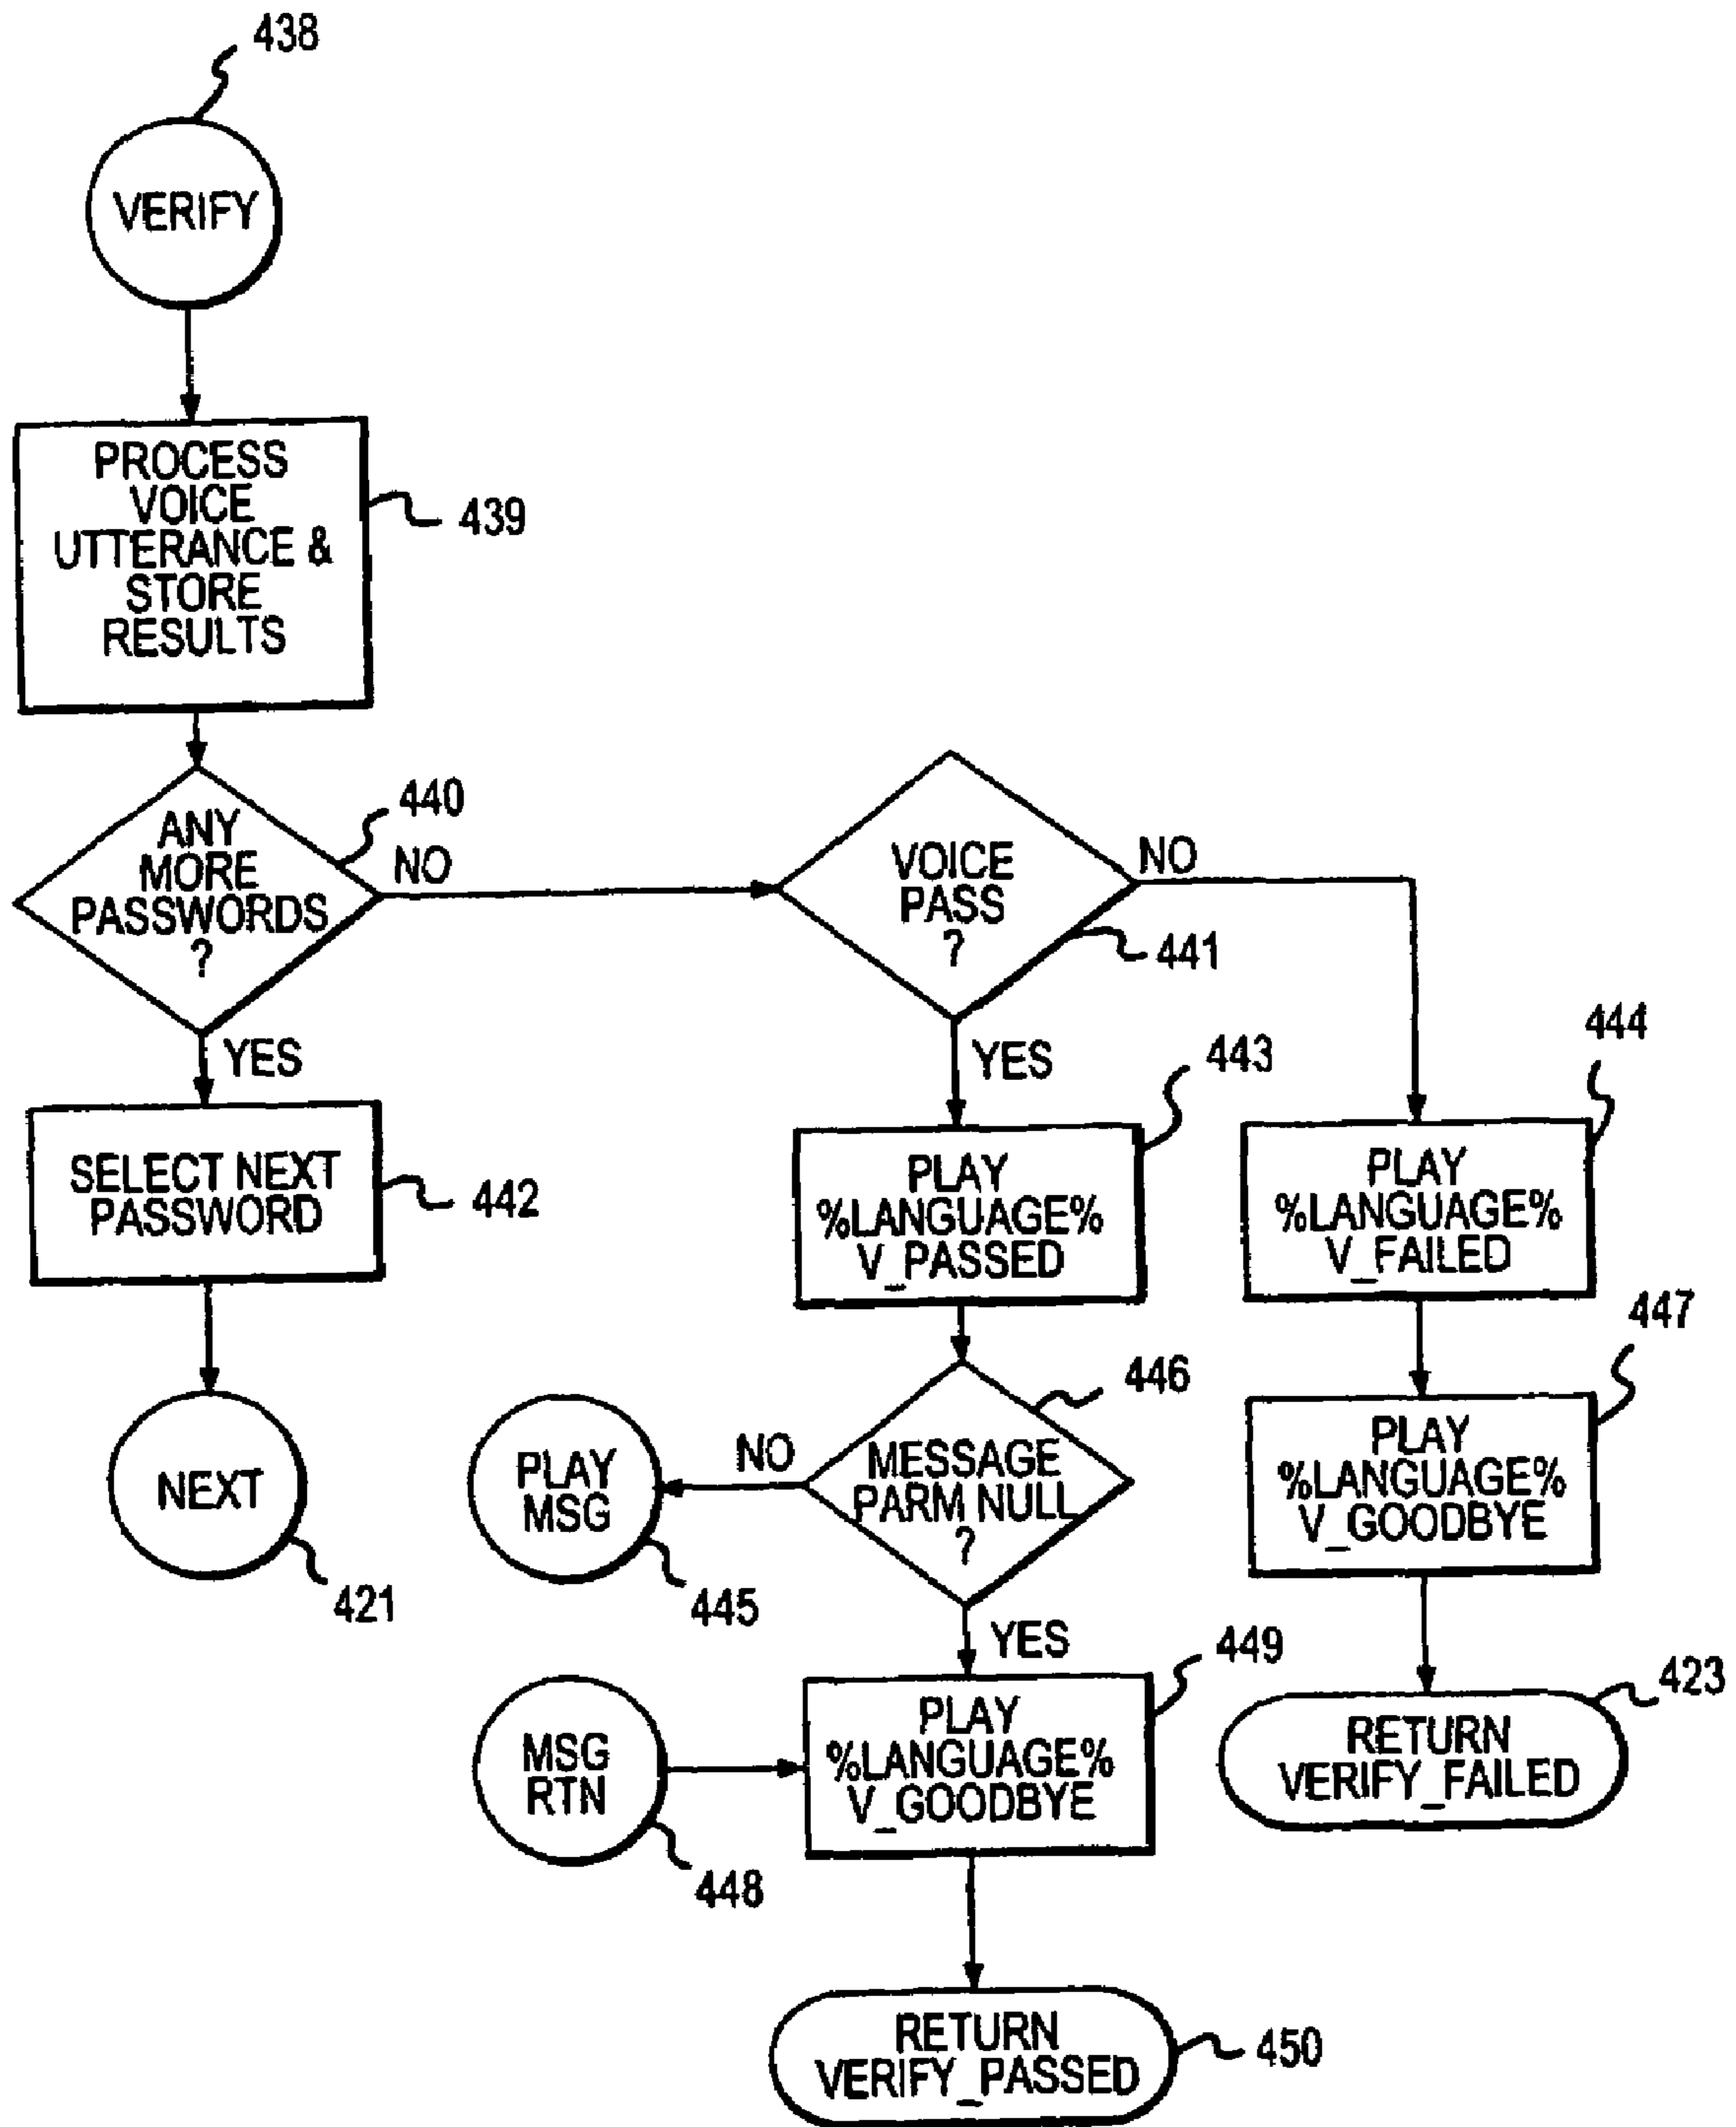 438
VERIFY
PROCESS
VOICE
UTTERANCE &
STORE
RESULTS
439
ANY
MORE
PASSWORDS
?
440
NO
VOICE
PASS
?
441
NO
YES
SELECT NEXT
PASSWORD
442
YES
PLAY
%LANGUAGE%
V_PASSED
443
PLAY
%LANGUAGE%
V_FAILED
444
NEXT
421
PLAY
MSG
445
NO
MESSAGE
PARM NULL
?
446
PLAY
%LANGUAGE%
V_GOODBYE
447
YES
MSG
RTN
448
PLAY
%LANGUAGE%
V_GOODBYE
449
RETURN
VERIFY_FAILED
423
RETURN
VERIFY_PASSED
450